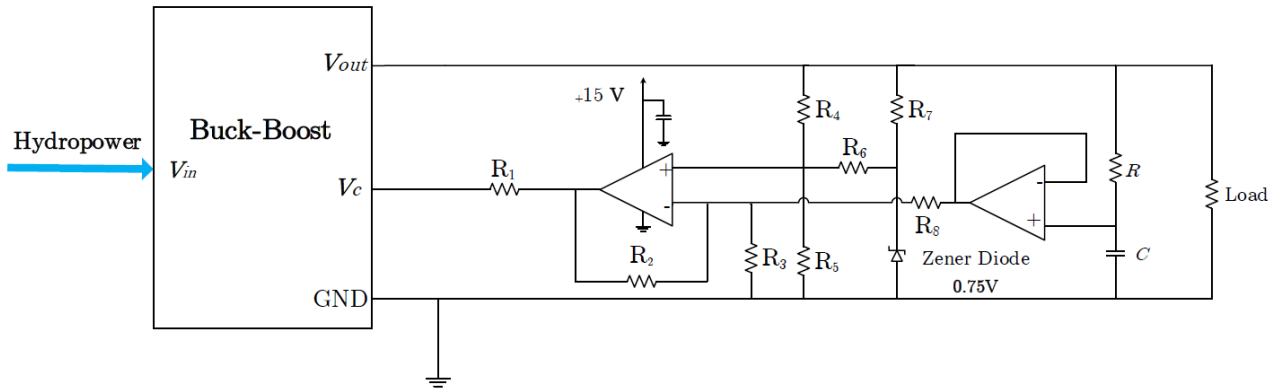 Vout
+15 V
R4
R7
Buck-Boost
Hydropower
R6
Vin
R1
+
-
R
Vc
-
+
Load
R8
R2
R3
R5
Zener Diode
C
0.75V
GND